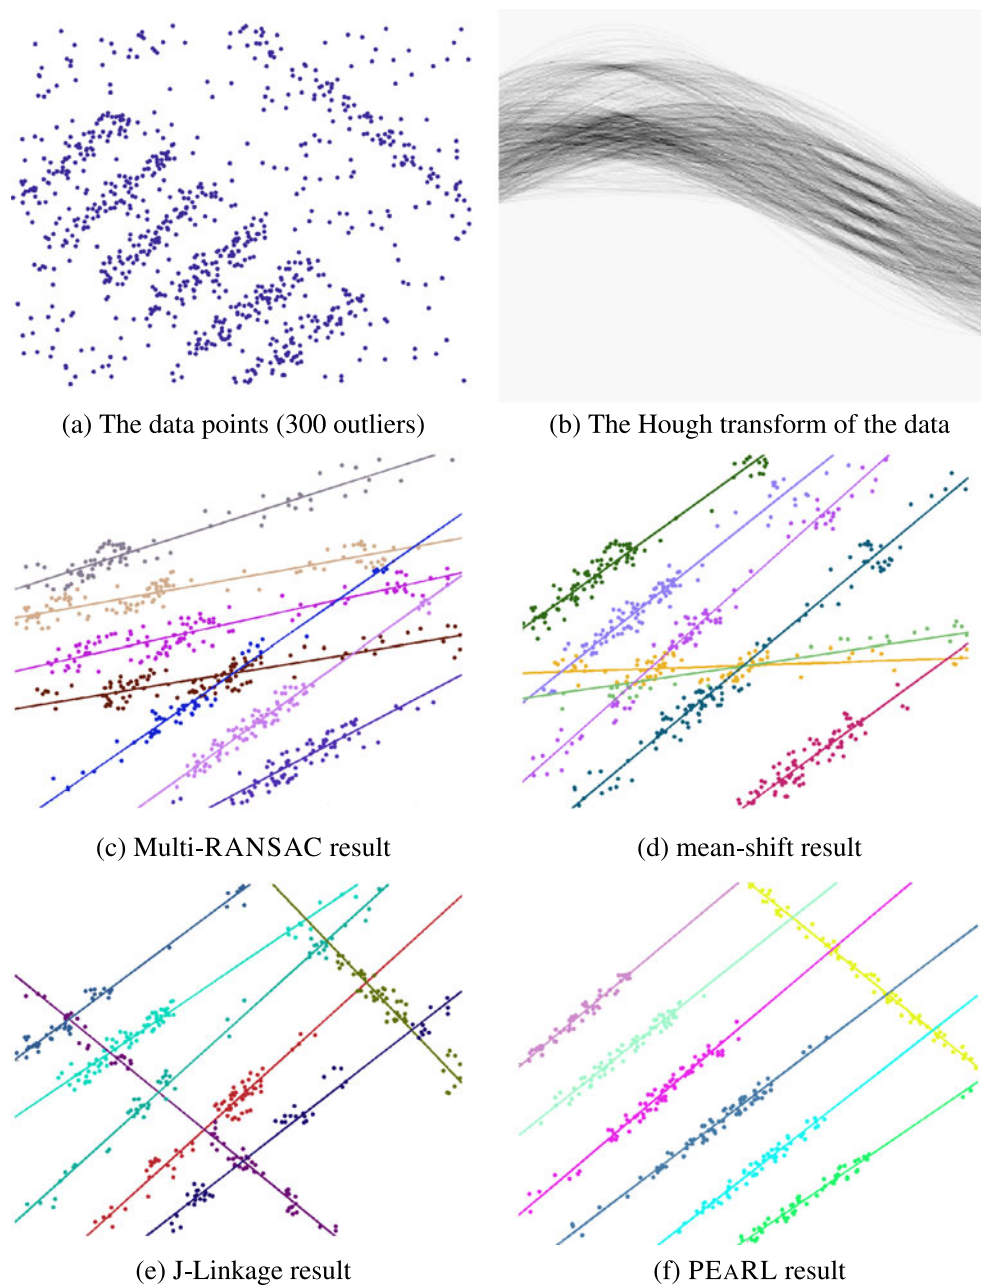 (a) The data points (300 outliers)
(b) The Hough transform of the data
(c) Multi-RANSAC result
(d) mean-shift result
(e) J-Linkage result
(f) PEARL result